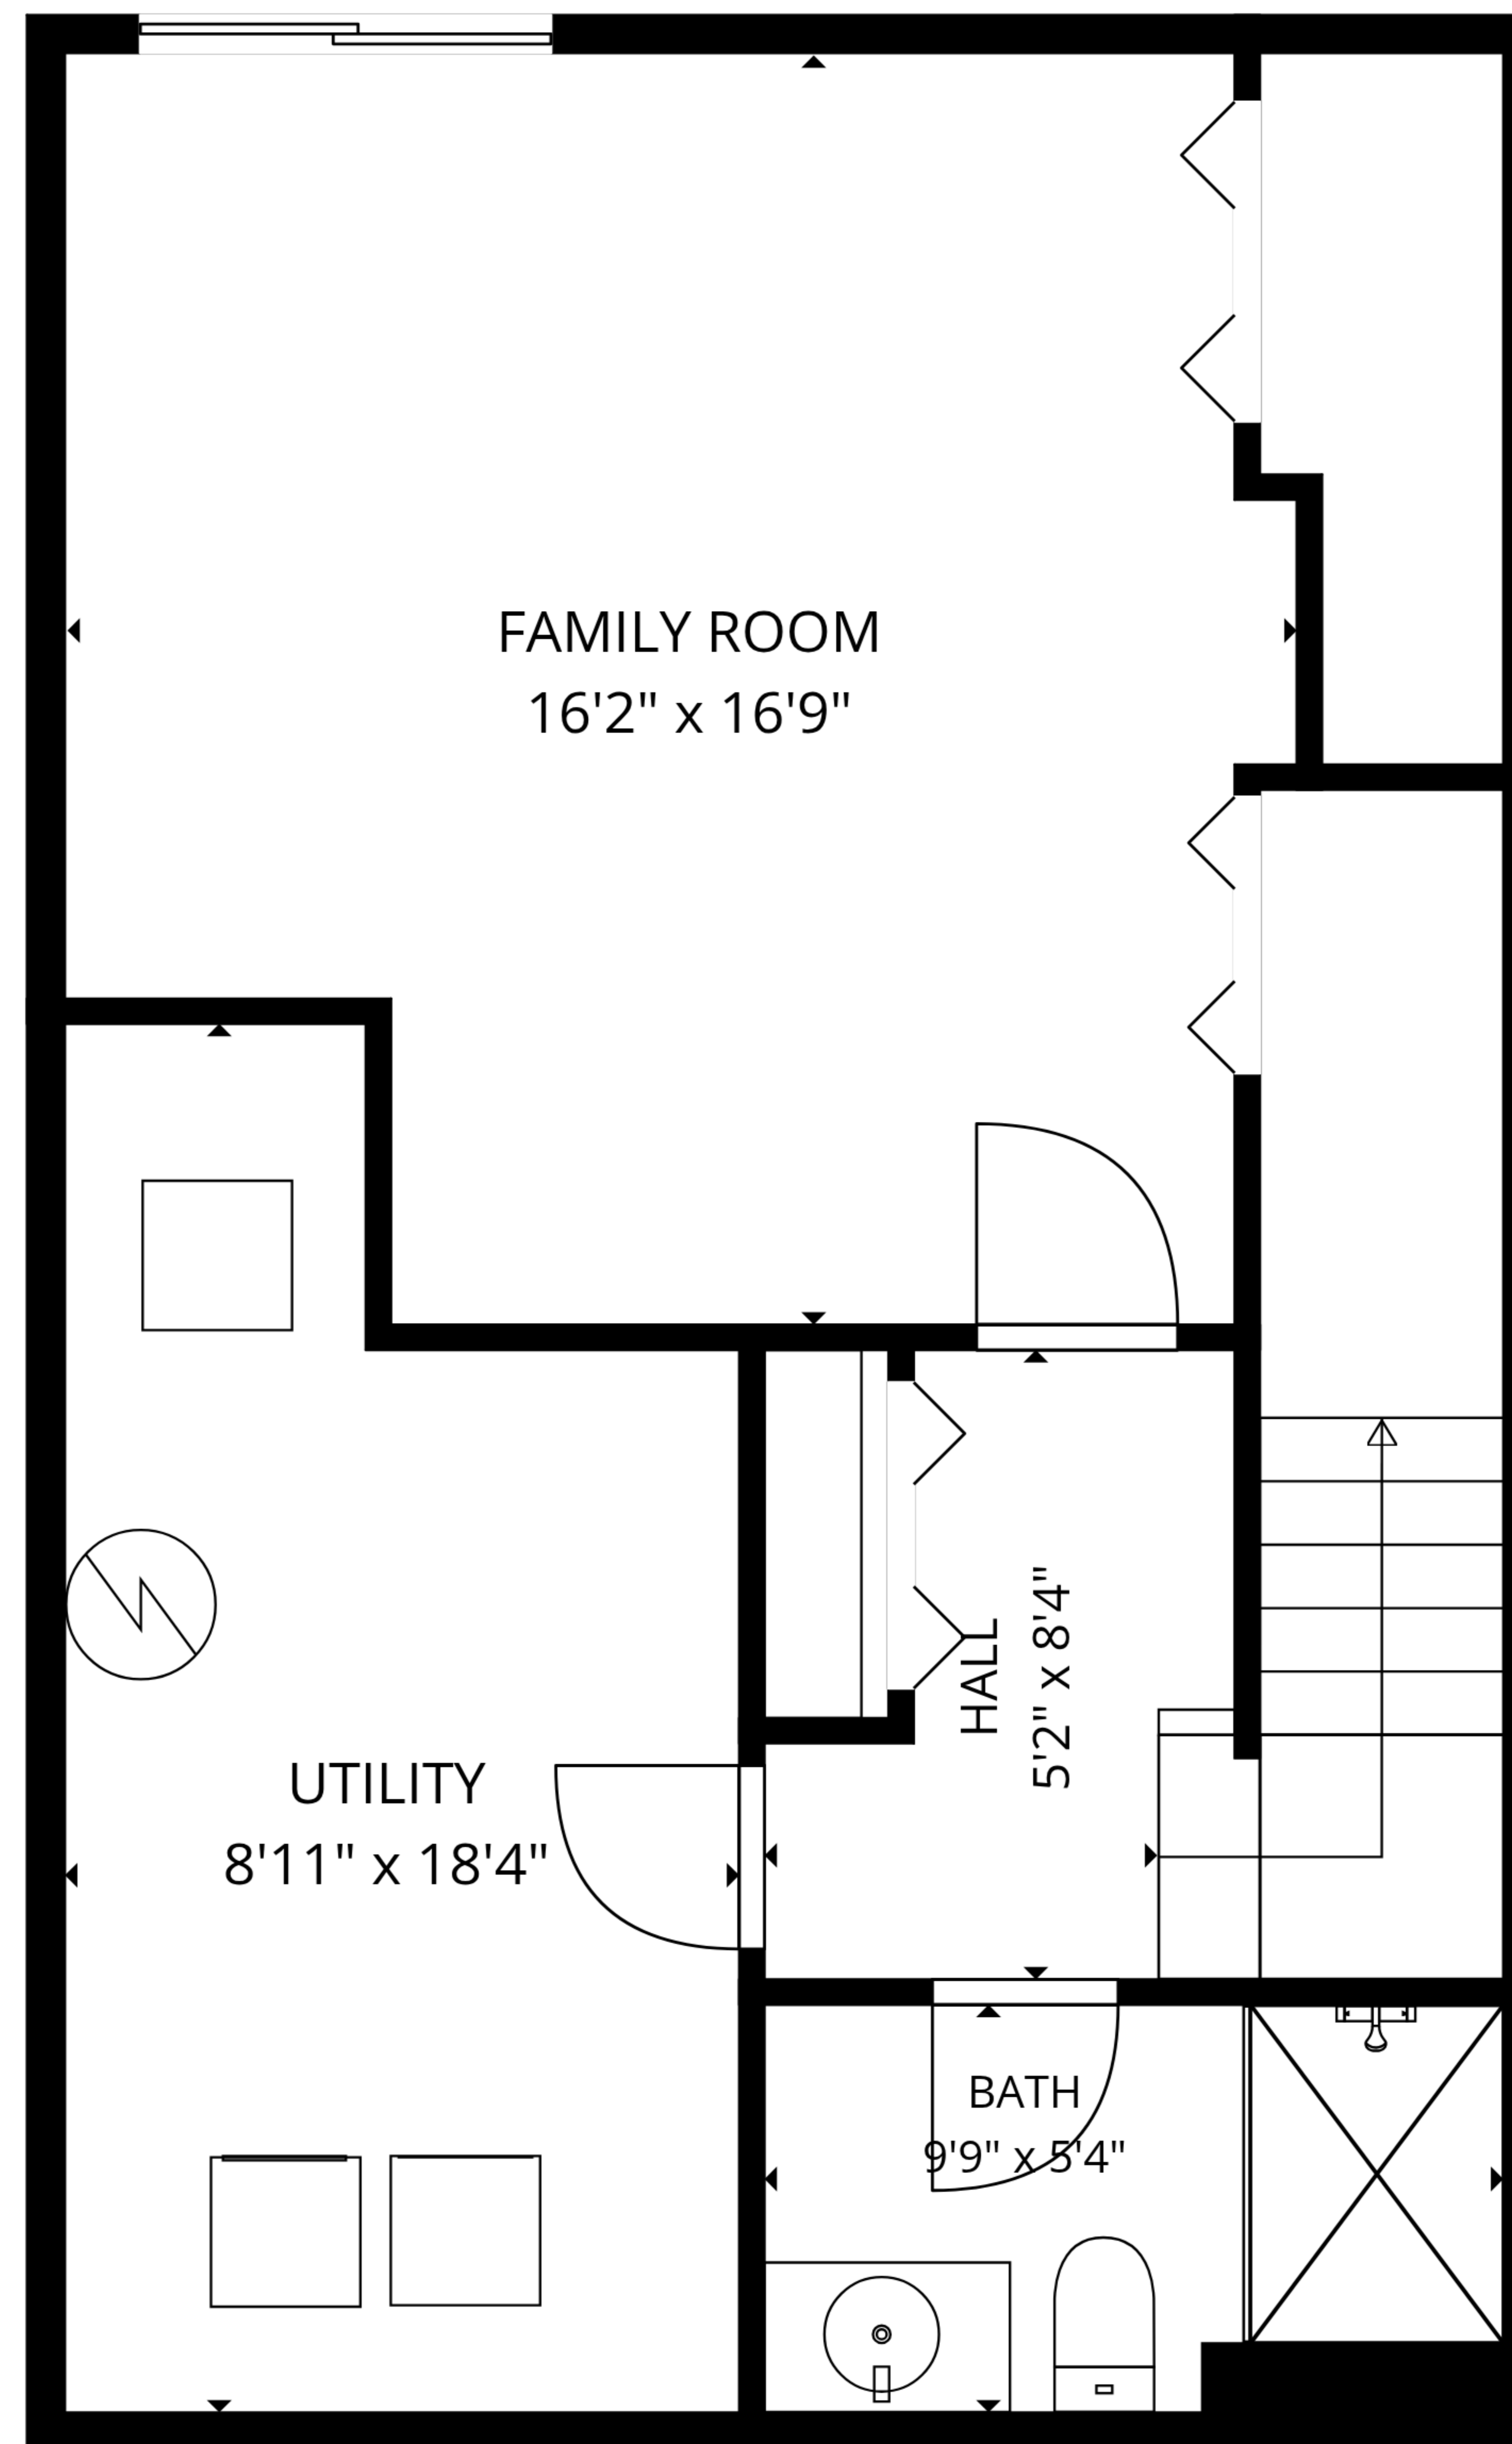 FAMILY ROOM
16'2" x 16'9"
HALL
5'2" x 8'4"
UTILITY
8'11" x 18'4"
BATH
9'9" x 5'4"